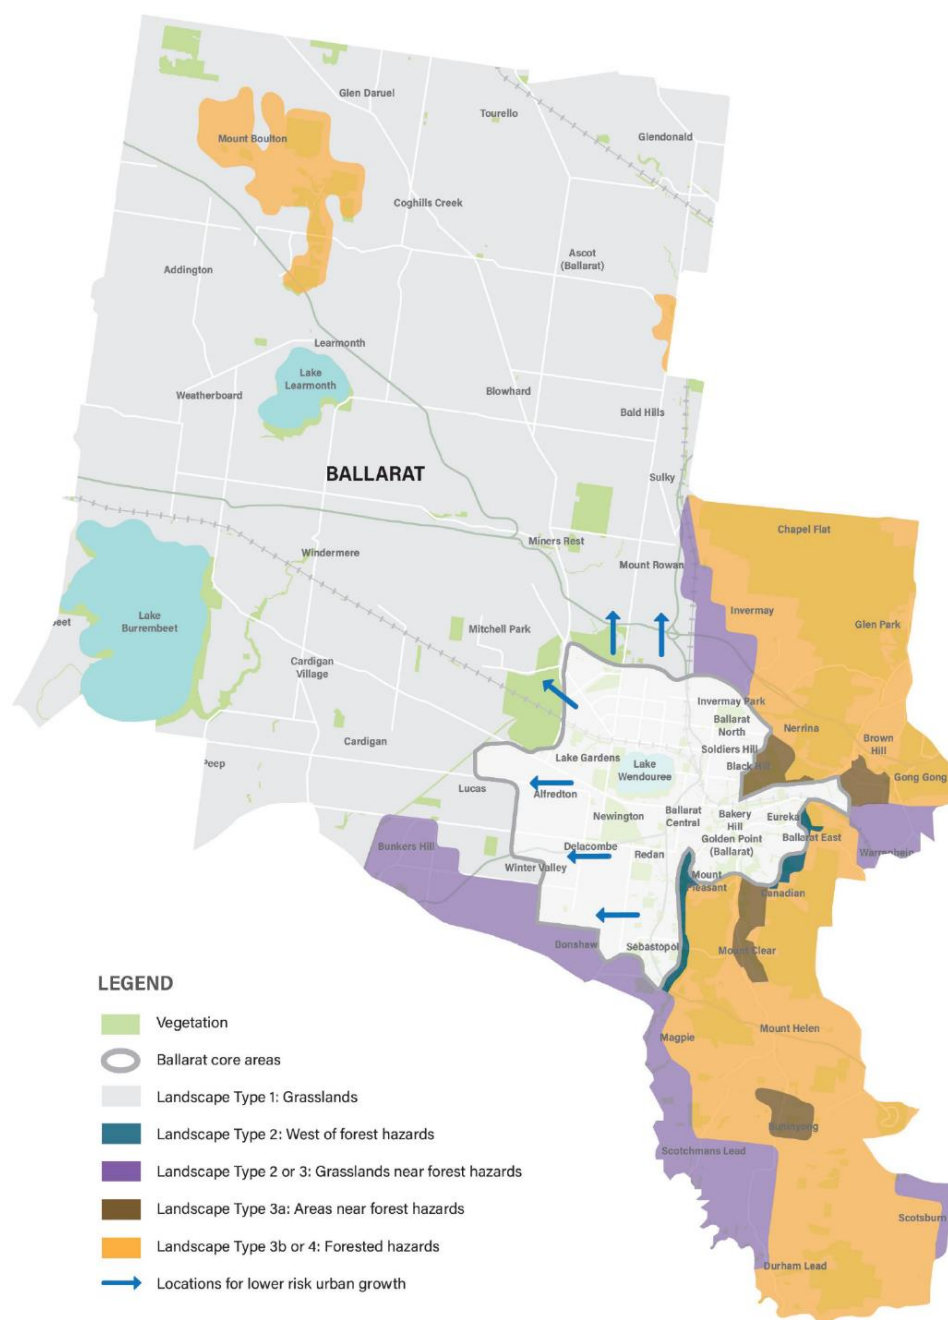 Glen Daruel
Tourello
Glendonald
Mount Boulton
Coghills Creek
Ascot
(Ballarat)
Addington
Learmonth
Lake
Learmonth
Weatherboard
Blowhard
Bald Hills
BALLARAT
Sulky
Chapel Flat
Miners Rest
Windermere
Mount Rowan
Invermay
Lake
Burrembeet
beet
Glen Park
Mitchell Park
Cardigan
Village
Invermay Park
Ballarat
North
Nerrina
Brown
Hill
Cardigan
Soldiers Hill
Lake Gardens
Lake
Wendouree
Black Hill
Peep
Gong Gong
Lucas
Alfredton
Newington
Ballarat
Central
Bakery
Hill
Eureka
Golden Point
(Ballarat)
Ballarat East
Bunkers Hill
Delacombe
Redan
Warrenheip
Winter Valley
Mount
Pleasant
Canadian
Bonshaw
Sebastopol
Mount Clear
LEGEND
Vegetation
Ballarat core areas
Landscape Type 1: Grasslands
Landscape Type 2: West of forest hazards
Landscape Type 2 or 3: Grasslands near forest hazards
Landscape Type 3a: Areas near forest hazards
Landscape Type 3b or 4: Forested hazards
Locations for lower risk urban growth
Magpie
Mount Helen
Buninyong
Scotchmans Lead
Scotsburn
Durham Lead